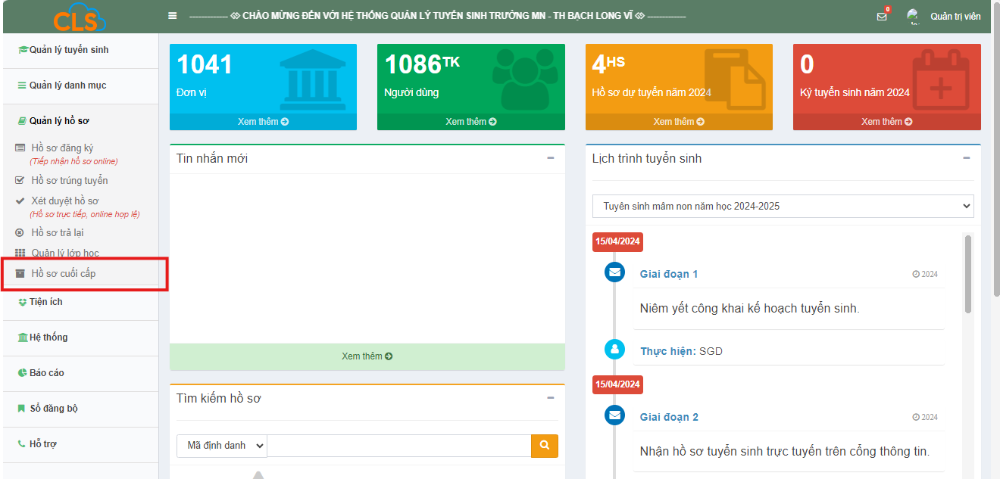 CLS
------------- CHÀO MỪNG ĐẾN VỚI HỆ THỐNG QUẢN LÝ TUYỂN SINH TRƯỜNG MN - TH BẠCH LONG VĨ -------------
0
Quản trị viên
Quản lý tuyển sinh
Quản lý danh mục
Quản lý hồ sơ
Hồ sơ đăng ký
(Tiếp nhận hồ sơ online)
Hồ sơ trúng tuyển
Xét duyệt hồ sơ
(Hồ sơ trực tiếp, online hợp lệ)
Hồ sơ trả lại
Quản lý lớp học
Hồ sơ cuối cấp
Tiện ích
Hệ thống
Báo cáo
Sổ đăng bộ
Hỗ trợ
1041
Đơn vị
Xem thêm
1086TK
Người dùng
Xem thêm
4HS
Hồ sơ dự tuyển năm 2024
Xem thêm
0
Kỳ tuyển sinh năm 2024
Xem thêm
Tin nhắn mới
Xem thêm
Tìm kiếm hồ sơ
Mã định danh
Lịch trình tuyển sinh
Tuyên sinh mâm non năm học 2024-2025
15/04/2024
Giai đoạn 1
2024
Niêm yết công khai kế hoạch tuyển sinh.
Thực hiện: SGD
15/04/2024
Giai đoạn 2
2024
Nhận hồ sơ tuyển sinh trực tuyến trên cổng thông tin.